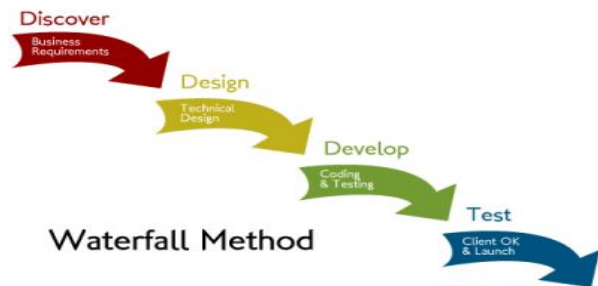 Discover
Business
Requirements
Design
Technical
Design
Develop
Coding
& Testing
Test
Client OK
& Launch
Waterfall Method